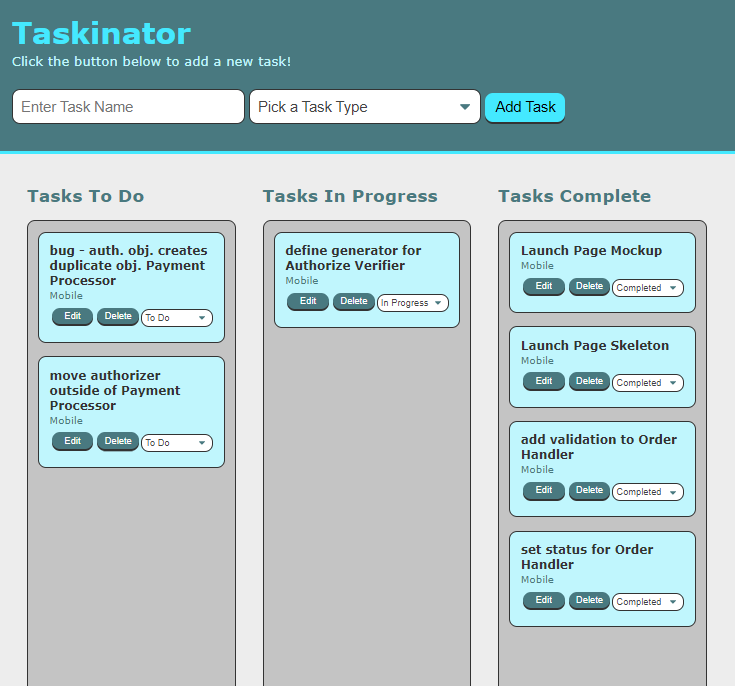 Taskinator
Click the button below to add a new task!
Enter Task Name
Pick a Task Type
Add Task
Tasks To Do
bug - auth. obj. creates
duplicate obj. Payment
Processor
Mobile
Edit Delete To Do
move authorizer
outside of Payment
Processor
Mobile
Edit Delete To Do
Tasks In Progress
define generator for
Authorize Verifier
Mobile
Edit Delete In Progress
Tasks Complete
Launch Page Mockup
Mobile
Edit Delete Completed
Launch Page Skeleton
Mobile
Edit Delete Completed
add validation to Order
Handler
Mobile
Edit Delete Completed
set status for Order
Handler
Mobile
Edit Delete Completed